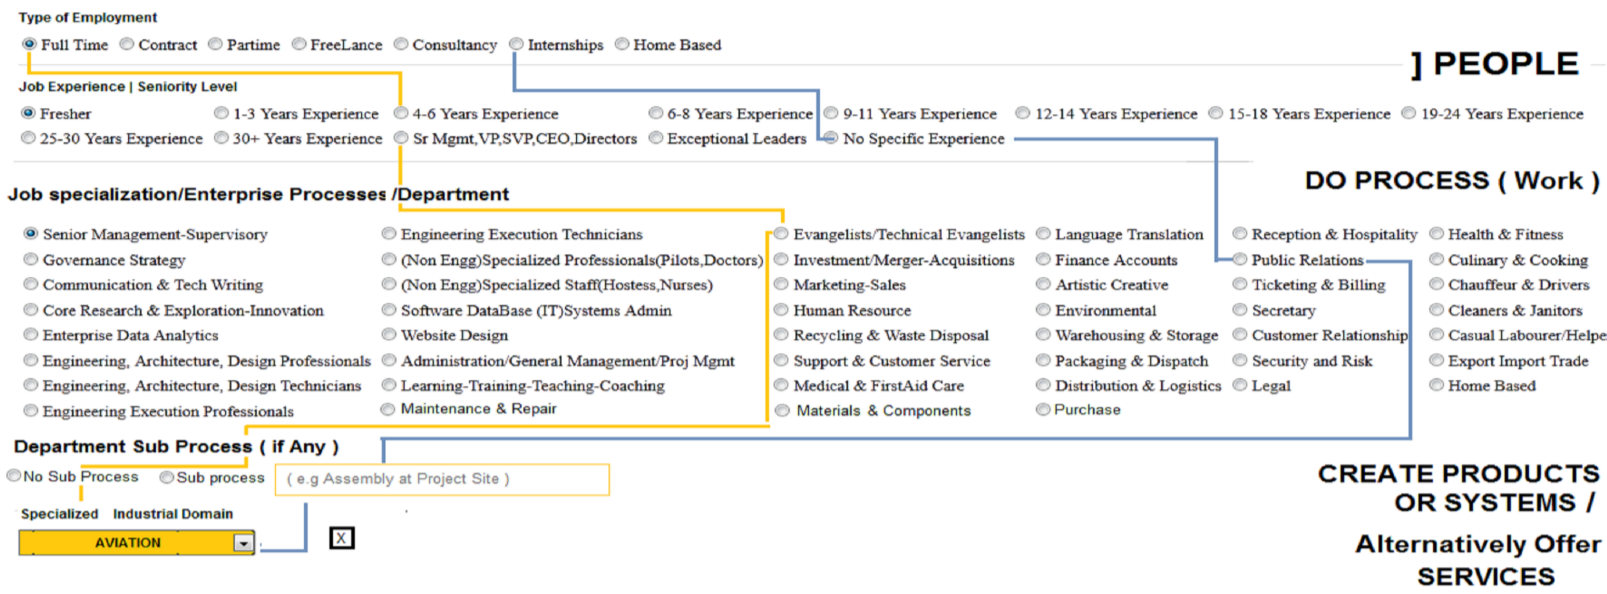 Type of Employment
Full Time Contract Partime FreeLance Consultancy Internships Home Based
] PEOPLE
Job Experience | Seniority Level
Fresher 1-3 Years Experience 4-6 Years Experience 6-8 Years Experience 9-11 Years Experience 12-14 Years Experience 15-18 Years Experience 19-24 Years Experience
25-30 Years Experience 30+ Years Experience Sr Mgmt,VP,SVP,CEO,Directors Exceptional Leaders No Specific Experience
DO PROCESS ( Work )
Job specialization/Enterprise Processes /Department
Senior Management-Supervisory Engineering Execution Technicians Evangelists/Technical Evangelists Language Translation Reception & Hospitality Health & Fitness
Governance Strategy (Non Engg)Specialized Professionals(Pilots,Doctors) Investment/Merger-Acquisitions Finance Accounts Public Relations Culinary & Cooking
Communication & Tech Writing (Non Engg)Specialized Staff(Hostess,Nurses) Marketing-Sales Artistic Creative Ticketing & Billing Chauffeur & Drivers
Core Research & Exploration-Innovation Software DataBase (IT)Systems Admin Human Resource Environmental Secretary Cleaners & Janitors
Enterprise Data Analytics Website Design Recycling & Waste Disposal Warehousing & Storage Customer Relationship Casual Labourer/Helpe
Engineering, Architecture, Design Professionals Administration/General Management/Proj Mgmt Support & Customer Service Packaging & Dispatch Security and Risk Export Import Trade
Engineering, Architecture, Design Technicians Learning-Training-Teaching-Coaching Medical & FirstAid Care Distribution & Logistics Legal Home Based
Engineering Execution Professionals Maintenance & Repair Materials & Components Purchase
Department Sub Process ( if Any )
No Sub Process Sub process ( e.g Assembly at Project Site )
CREATE PRODUCTS
OR SYSTEMS /
Specialized Industrial Domain
AVIATION X
Alternatively Offer
SERVICES